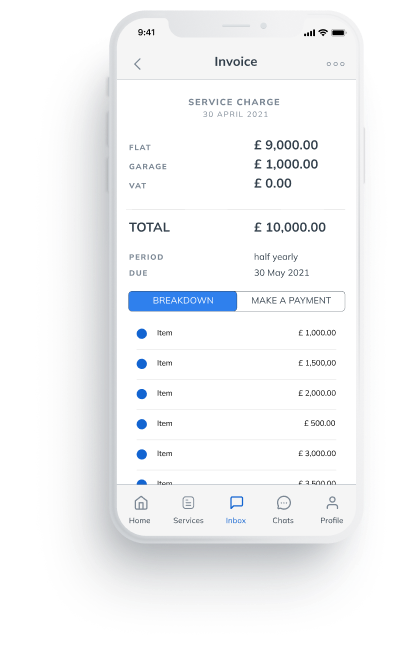 9:41
Invoice
SERVICE CHARGE
30 APRIL 2021
FLAT £ 9,000.00
GARAGE £ 1,000.00
VAT £ 0.00
TOTAL £ 10,000.00
PERIOD half yearly
DUE 30 May 2021
BREAKDOWN MAKE A PAYMENT
Item £ 1,000.00
Item £ 1,500,00
Item £ 2,000.00
Item £ 500.00
Item £ 3,000.00
Item £ 3,500.00
Home Services Inbox Chats Profile